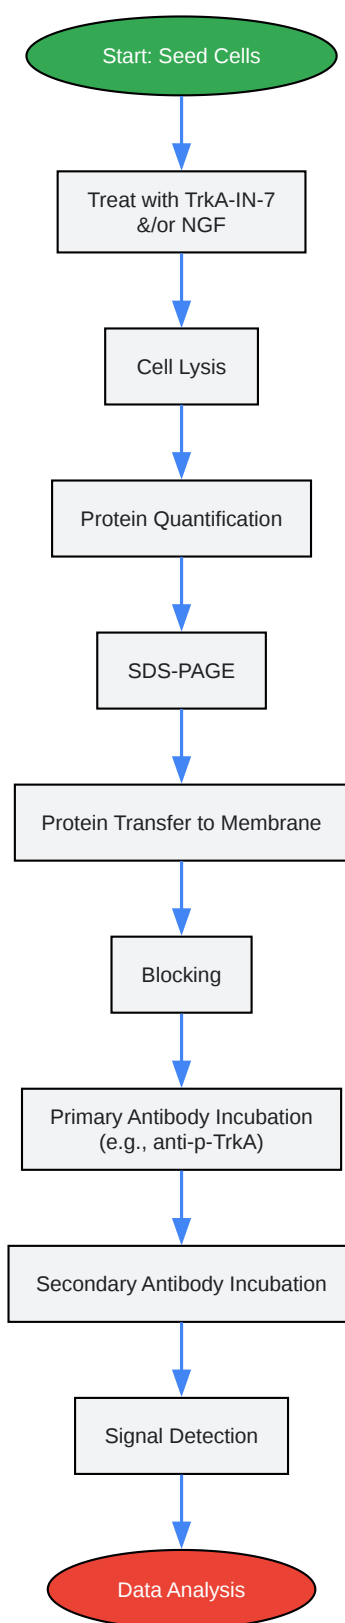 Start: Seed Cells
Treat with TrkA-IN-7
&/or NGF
Cell Lysis
Protein Quantification
SDS-PAGE
Protein Transfer to Membrane
Blocking
Primary Antibody Incubation
(e.g., anti-p-TrkA)
Secondary Antibody Incubation
Signal Detection
Data Analysis